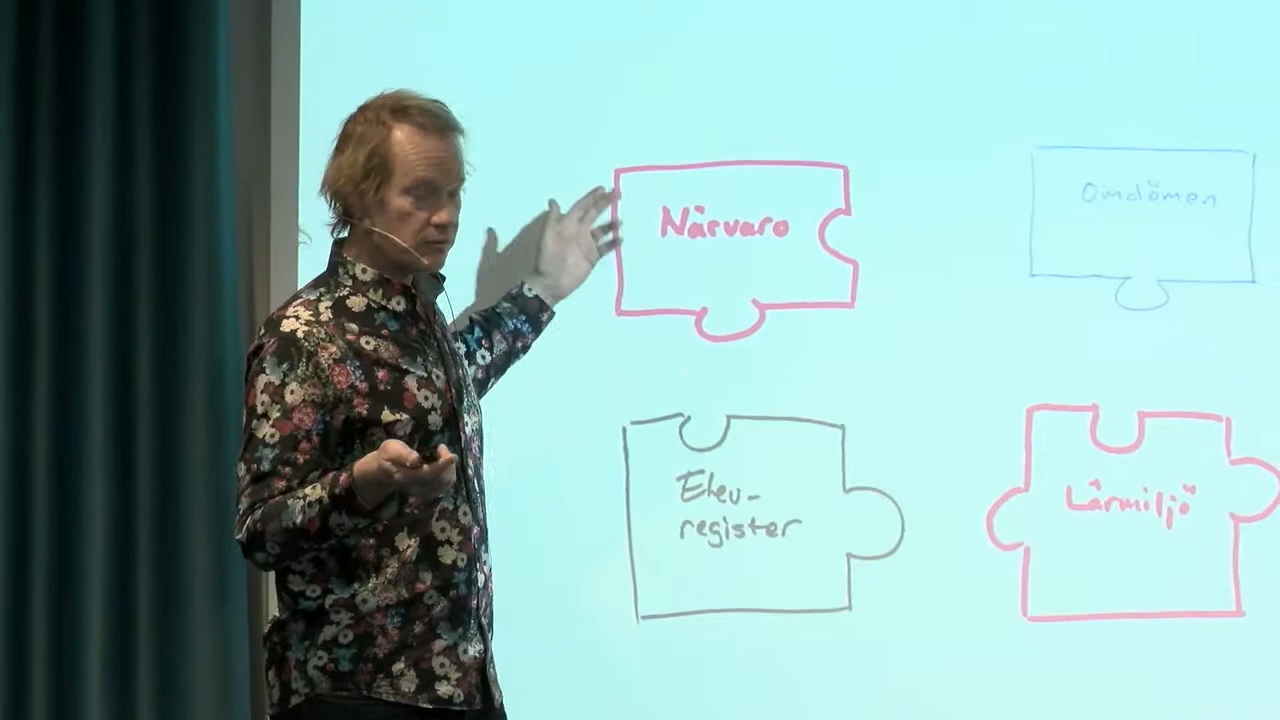 Närvaro
Omdömen
Elev-
register
Lärmiljö